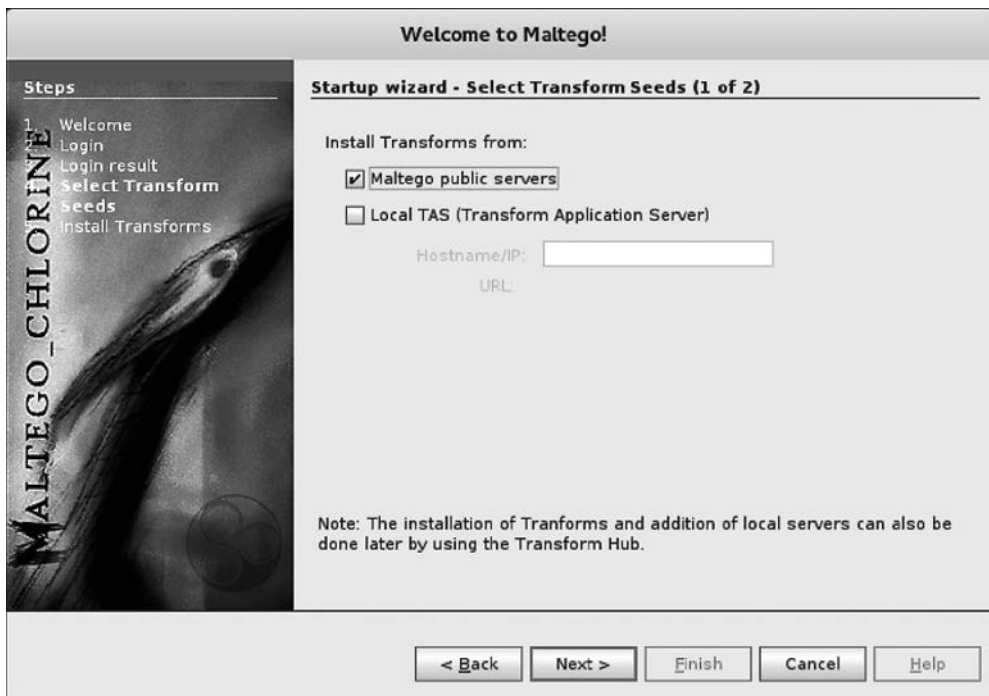 Welcome to Maltego!
Steps
1. Welcome
2. Login
Login result
4. Select Transform
Seeds
Install Transforms
MALTEGO_CHLORINE
Startup wizard - Select Transform Seeds (1 of 2)
Install Transforms from:
Maltego public servers
Local TAS (Transform Application Server)
Hostname/IP:
URL:
Note: The installation of Tranforms and addition of local servers can also be
done later by using the Transform Hub.
< Back
Next >
Finish
Cancel
Help